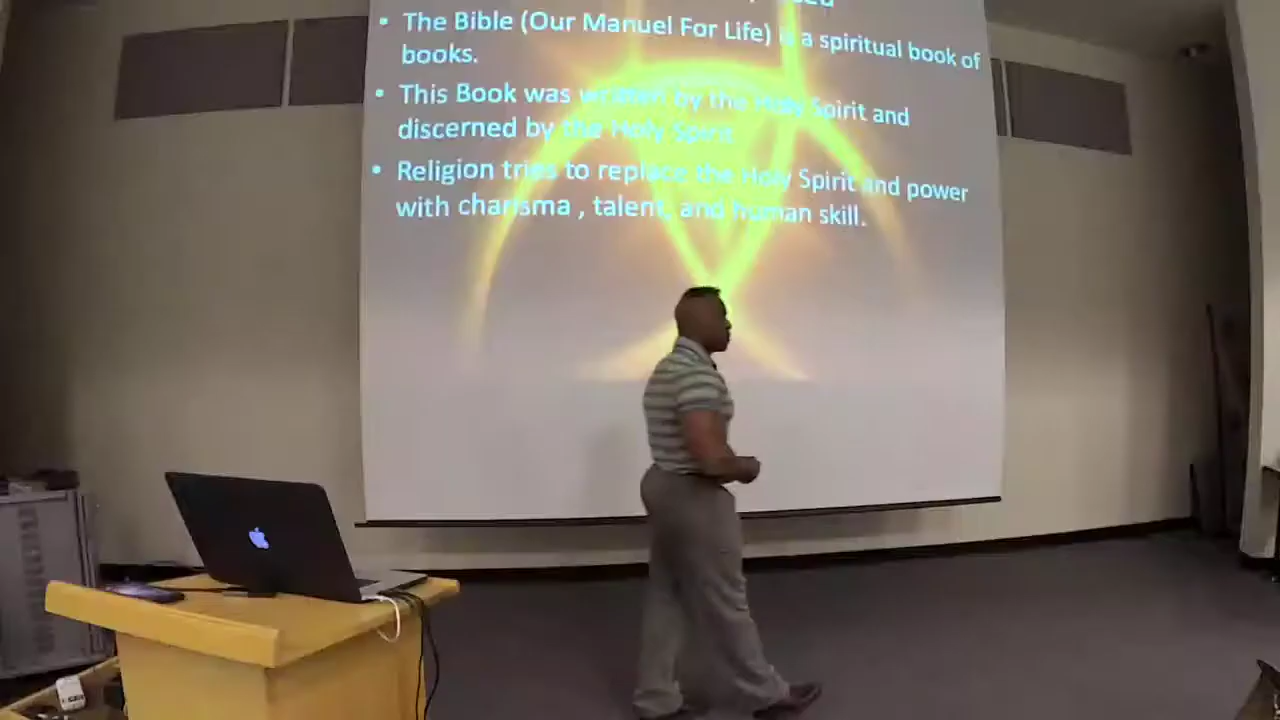 • The Bible (Our Manuel For Life) is a spiritual book of
books.
• This Book was written by the Holy Spirit and
discerned by the Holy Spirit
• Religion tries to replace the Holy Spirit and power
with charisma , talent, and human skill.